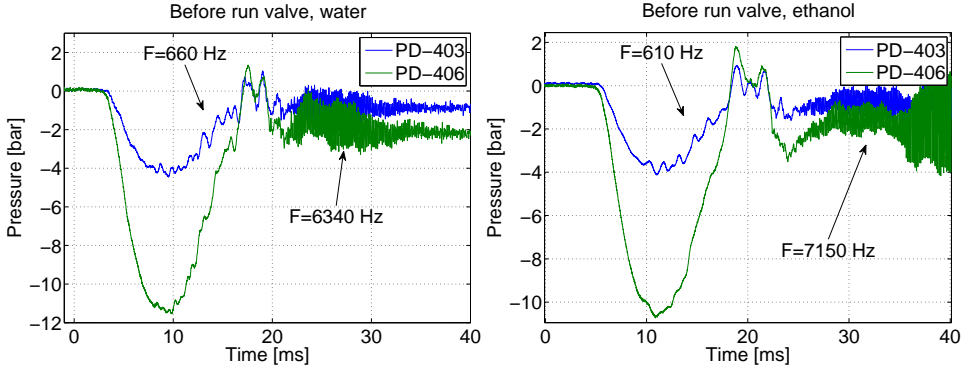 Before run valve, water
2
0
−2
−4
−6
−8
−10
−12
0
10
20
30
40
Pressure [bar]
Time [ms]
F=660 Hz
F=6340 Hz
PD−403
PD−406
Before run valve, ethanol
2
0
−2
−4
−6
−8
−10
0
10
20
30
40
Pressure [bar]
Time [ms]
F=610 Hz
F=7150 Hz
PD−403
PD−406